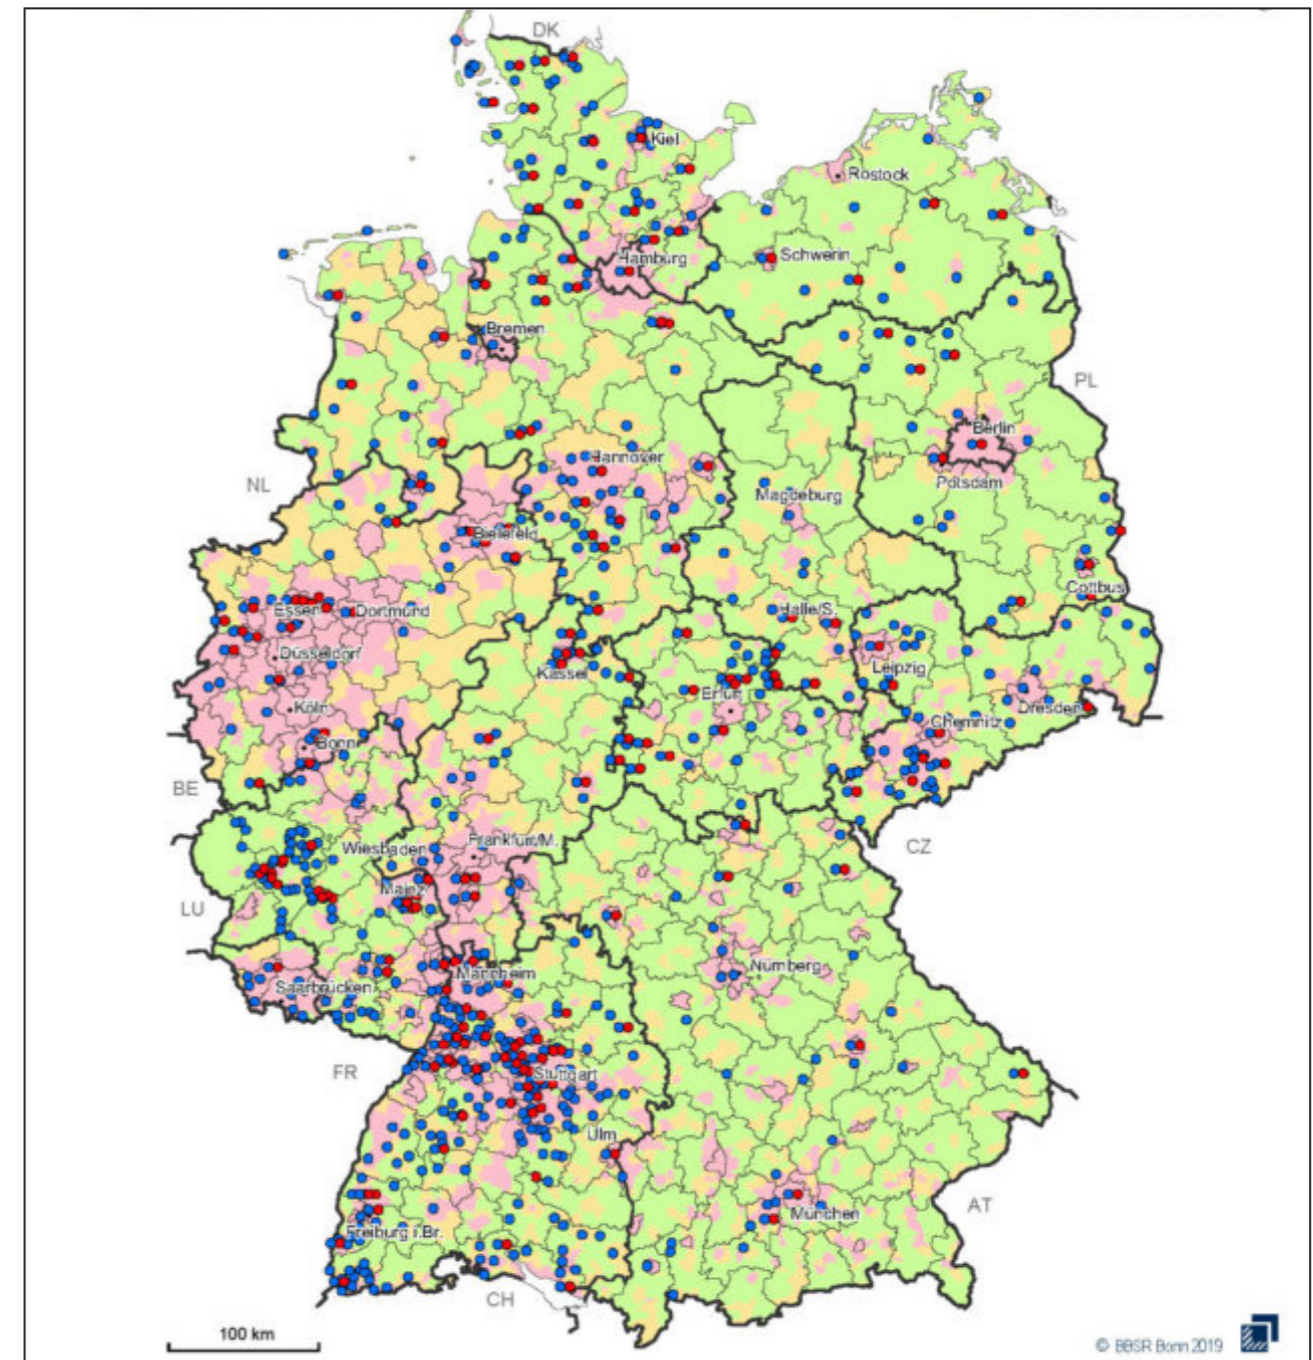 DK
Kiel
Rostock
Hamburg
Schwerin
Bremen
PL
Berlin
Hannover
NL
Potsdam
Magdeburg
Bielefeld
Cottbus
Essen
Dortmund
Halle/S.
Düsseldorf
Leipzig
Kassel
Erfurt
Köln
Dresden
Chemnitz
Bonn
BE
Frankfurt/M.
Wiesbaden
CZ
Mainz
LU
Nürnberg
Mannheim
Saarbrücken
FR
Stuttgart
Ulm
AT
München
Freiburg i.Br.
CH
100 km
© BBSR Bonn 2019